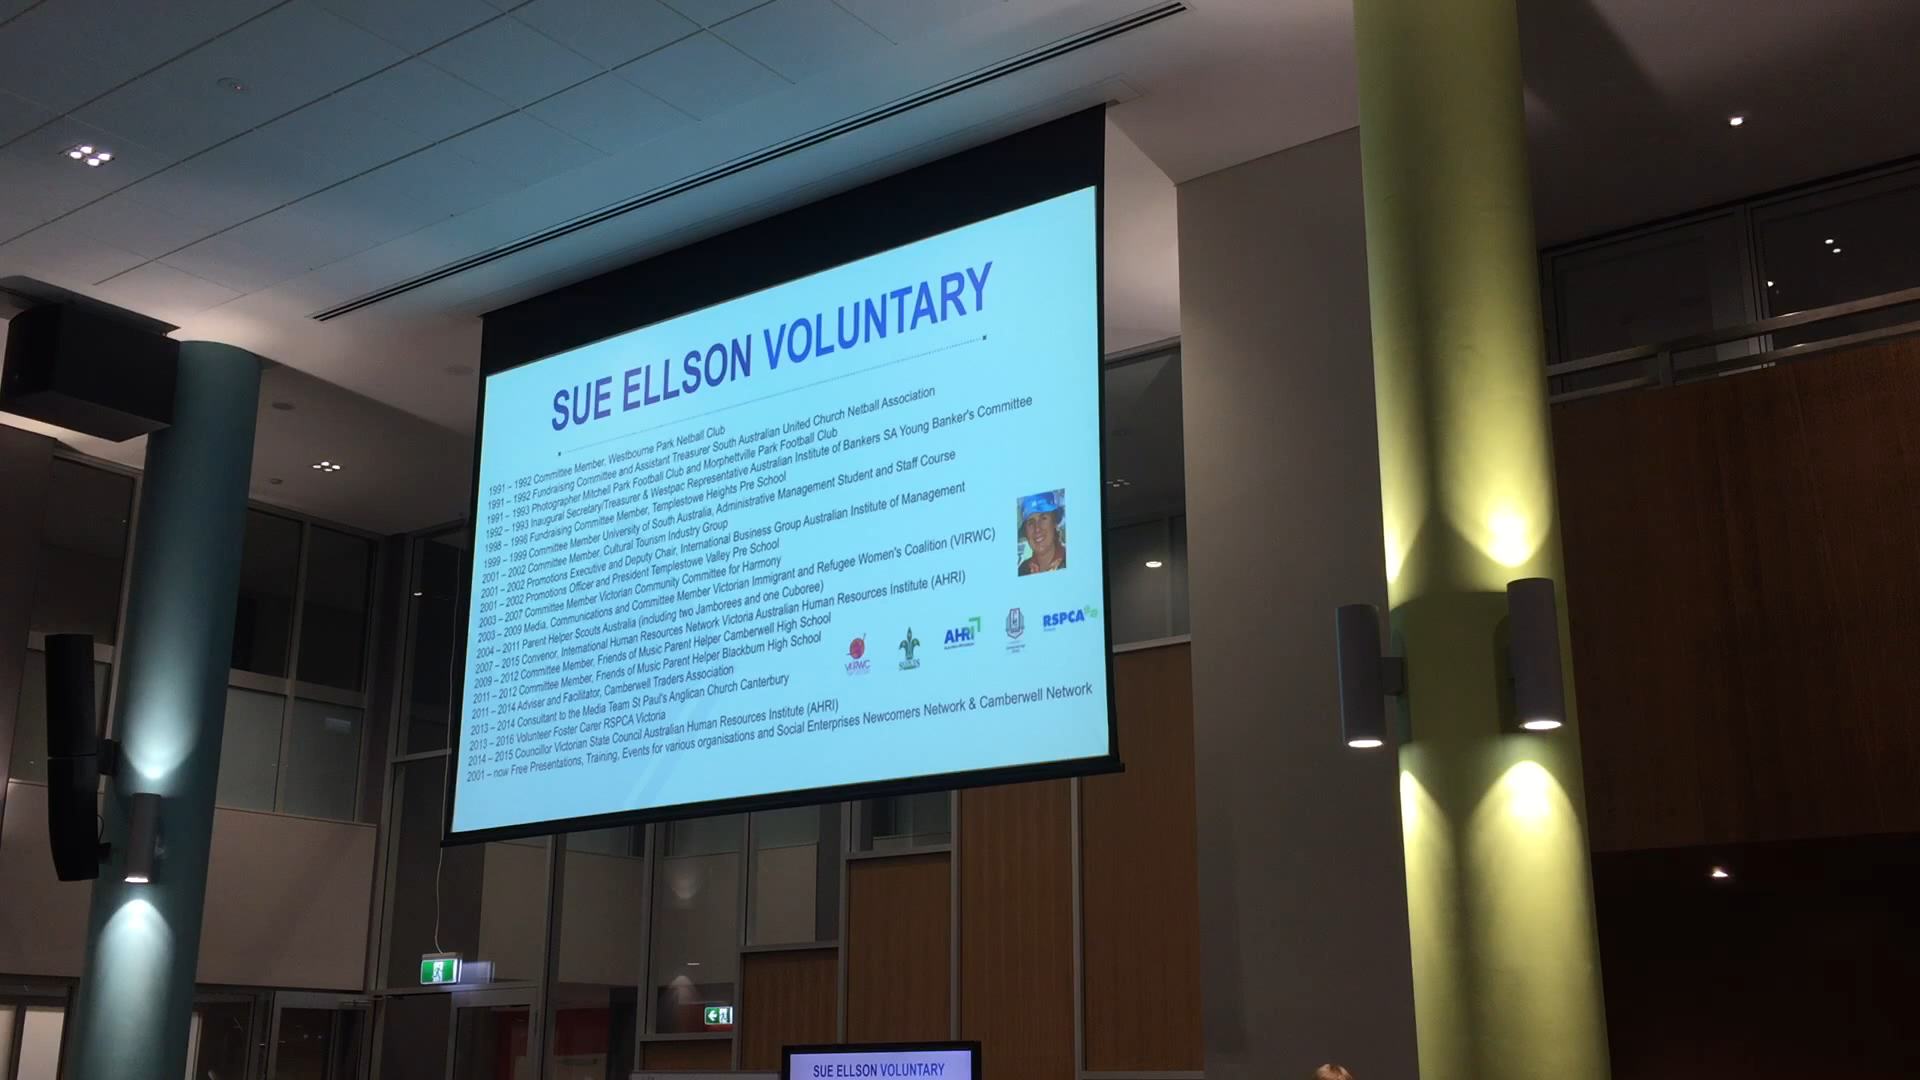 SUE ELLSON VOLUNTARY
1991 – 1992 Committee Member, Westbourne Park Netball Club
1991 – 1992 Fundraising Committee and Assistant Treasurer South Australian United Church Netball Association
1991 – 1993 Photographer Mitchell Park Football Club and Morphettville Park Football Club
1992 – 1993 Inaugural Secretary/Treasurer & Westpac Representative Australian Institute of Bankers SA Young Banker's Committee
1998 – 1998 Fundraising Committee Member, Templestowe Heights Pre School
1999 – 1999 Committee Member University of South Australia, Administrative Management Student and Staff Course
2001 – 2002 Committee Member, Cultural Tourism Industry Group
2001 – 2002 Promotions Executive and Deputy Chair, International Business Group Australian Institute of Management
2001 – 2002 Promotions Officer and President Templestowe Valley Pre School
2003 – 2007 Committee Member Victorian Community Committee for Harmony
2003 – 2009 Media, Communications and Committee Member Victorian Immigrant and Refugee Women's Coalition (VIRWC)
2004 – 2011 Parent Helper Scouts Australia (including two Jamborees and one Cuboree)
2007 – 2015 Convenor, International Human Resources Network Victoria Australian Human Resources Institute (AHRI)
2009 – 2012 Committee Member, Friends of Music Parent Helper Camberwell High School
2011 – 2012 Committee Member, Friends of Music Parent Helper Blackburn High School
2011 – 2014 Adviser and Facilitator, Camberwell Traders Association
2013 – 2014 Consultant to the Media Team St Paul's Anglican Church Canterbury
2013 – 2016 Volunteer Foster Carer RSPCA Victoria
2014 – 2015 Councillor Victorian State Council Australian Human Resources Institute (AHRI)
2001 – now Free Presentations, Training, Events for various organisations and Social Enterprises Newcomers Network & Camberwell Network
VIRWC
SCOUTS
AHRI
RSPCA
SUE ELLSON VOLUNTARY